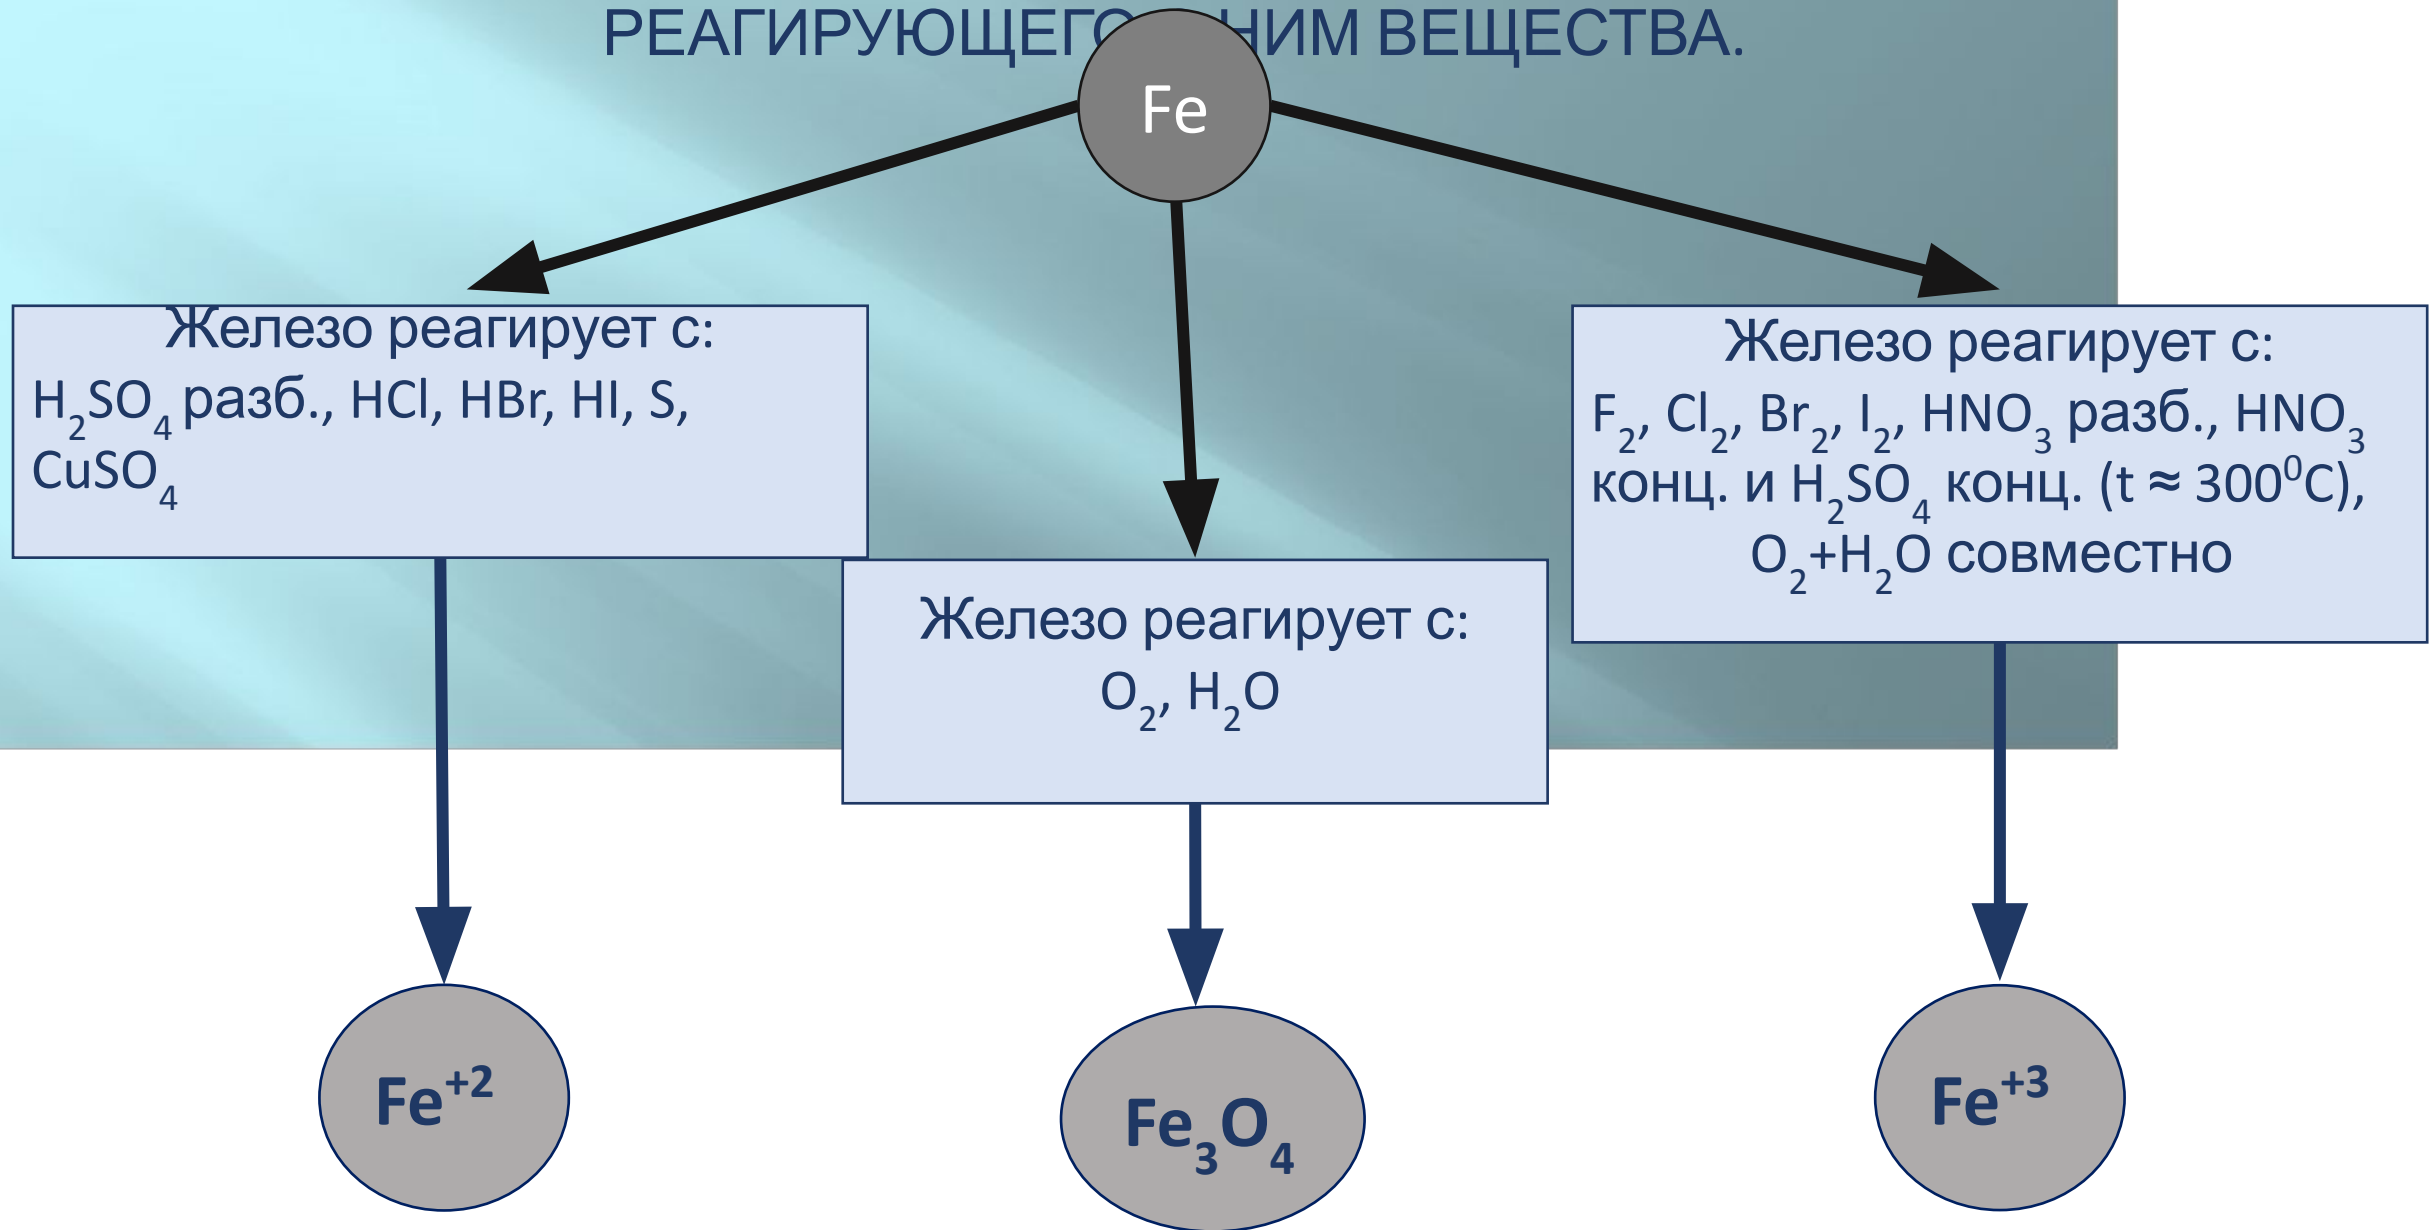 РЕАГИРУЮЩЕГО НИМ ВЕЩЕСТВА.
Fe
Железо реагирует с:
H₂SO₄ разб., HCl, HBr, HI, S,
CuSO₄
Железо реагирует с:
F₂, Cl₂, Br₂, I₂, HNO₃ разб., HNO₃
конц. и H₂SO₄ конц. (t ≈ 300⁰C),
O₂+H₂O совместно
Железо реагирует с:
O₂, H₂O
Fe⁺²
Fe₃O₄
Fe⁺³